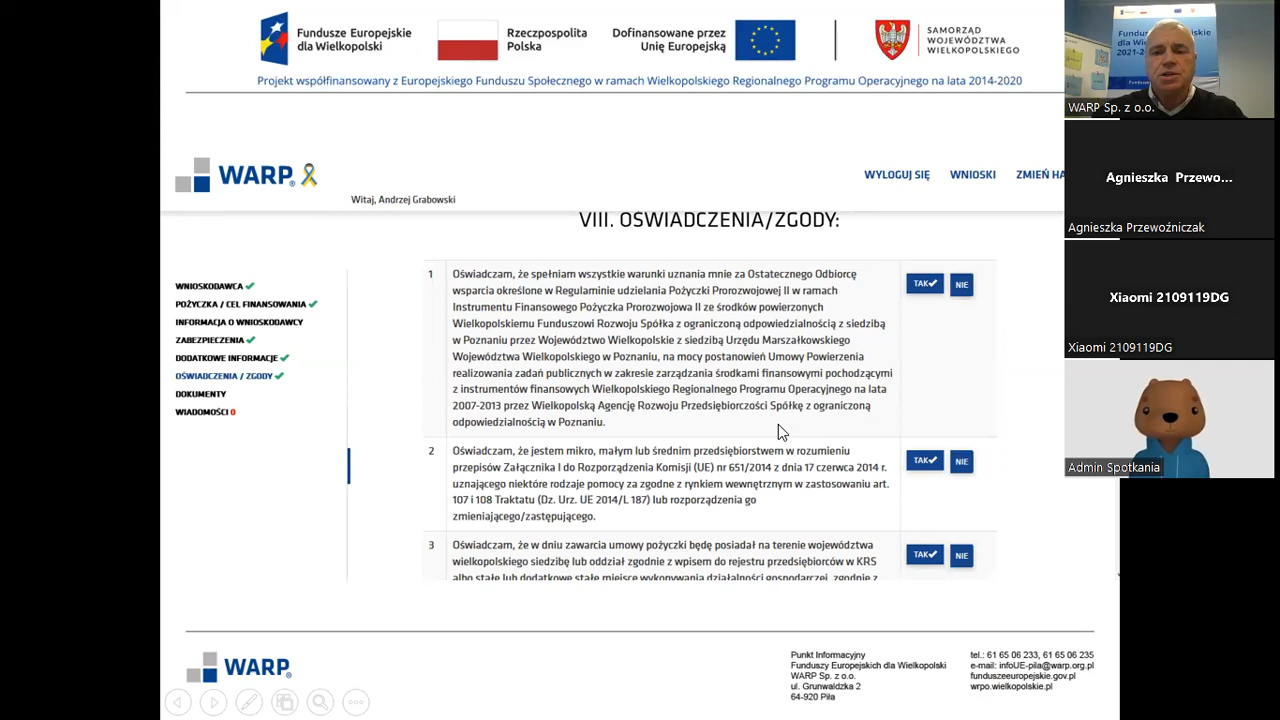 Fundusze Europejskie
dla Wielkopolski
Rzeczpospolita
Polska
Dofinansowane przez
Unię Europejską
SAMORZĄD
WOJEWÓDZTWA
WIELKOPOLSKIEGO
Projekt współfinansowany z Europejskiego Funduszu Społecznego w ramach Wielkopolskiego Regionalnego Programu Operacyjnego na lata 2014-2020
WARP
Witaj, Andrzej Grabowski
WYLOGUJ SIĘ
WNIOSKI
ZMIEŃ HA
VIII. OŚWIADCZENIA/ZGODY:
WNIOSKODAWCA
POŻYCZKA / CEL FINANSOWANIA
INFORMACJA O WNIOSKODAWCY
ZABEZPIECZENIA
DODATKOWE INFORMACJE
OŚWIADCZENIA / ZGODY
DOKUMENTY
WIADOMOŚCI 0
1
Oświadczam, że spełniam wszystkie warunki uznania mnie za Ostatecznego Odbiorcę
wsparcia określone w Regulaminie udzielania Pożyczki Prorozwojowej II w ramach
Instrumentu Finansowego Pożyczka Prorozwojowa II ze środków powierzonych
Wielkopolskiemu Funduszowi Rozwoju Spółka z ograniczoną odpowiedzialnością z siedzibą
w Poznaniu przez Województwo Wielkopolskie z siedzibą Urzędu Marszałkowskiego
Województwa Wielkopolskiego w Poznaniu, na mocy postanowień Umowy Powierzenia
realizowania zadań publicznych w zakresie zarządzania środkami finansowymi pochodzącymi
z instrumentów finansowych Wielkopolskiego Regionalnego Programu Operacyjnego na lata
2007-2013 przez Wielkopolską Agencję Rozwoju Przedsiębiorczości Spółkę z ograniczoną
odpowiedzialnością w Poznaniu.
TAK NIE
2
Oświadczam, że jestem mikro, małym lub średnim przedsiębiorstwem w rozumieniu
przepisów Załącznika I do Rozporządzenia Komisji (UE) nr 651/2014 z dnia 17 czerwca 2014 r.
uznającego niektóre rodzaje pomocy za zgodne z rynkiem wewnętrznym w zastosowaniu art.
107 i 108 Traktatu (Dz. Urz. UE 2014/L 187) lub rozporządzenia go
zmieniającego/zastępującego.
TAK NIE
3
Oświadczam, że w dniu zawarcia umowy pożyczki będę posiadał na terenie województwa
wielkopolskiego siedzibę lub oddział zgodnie z wpisem do rejestru przedsiębiorców w KRS
albo stałe lub dodatkowe stałe miejsce wykonywania działalności gospodarczej, zgodnie z
TAK NIE
WARP
Punkt Informacyjny
Funduszy Europejskich dla Wielkopolski
WARP Sp. z o.o.
ul. Grunwaldzka 2
64-920 Piła
tel.: 61 65 06 233, 61 65 06 235
e-mail: infoUE-pila@warp.org.pl
funduszeeuropejskie.gov.pl
wrpo.wielkopolskie.pl
WARP Sp. z o.o.
Agnieszka Przewo...
Agnieszka Przewoźniczak
Xiaomi 2109119DG
Xiaomi 2109119DG
Admin Spotkania